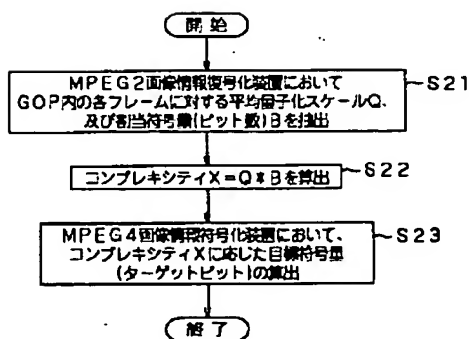 開始
MPEG2画像情報復号化装置において
GOP内の各フレームに対する平均量子化スケールQ、
及び割当符号量(ビット数)Bを抽出
S21
コンプレキシティX=Q*Bを算出
S22
MPEG4画像情報符号化装置において、
コンプレキシティXに応じた目標符号量
(ターゲットビット)の算出
S23
終了